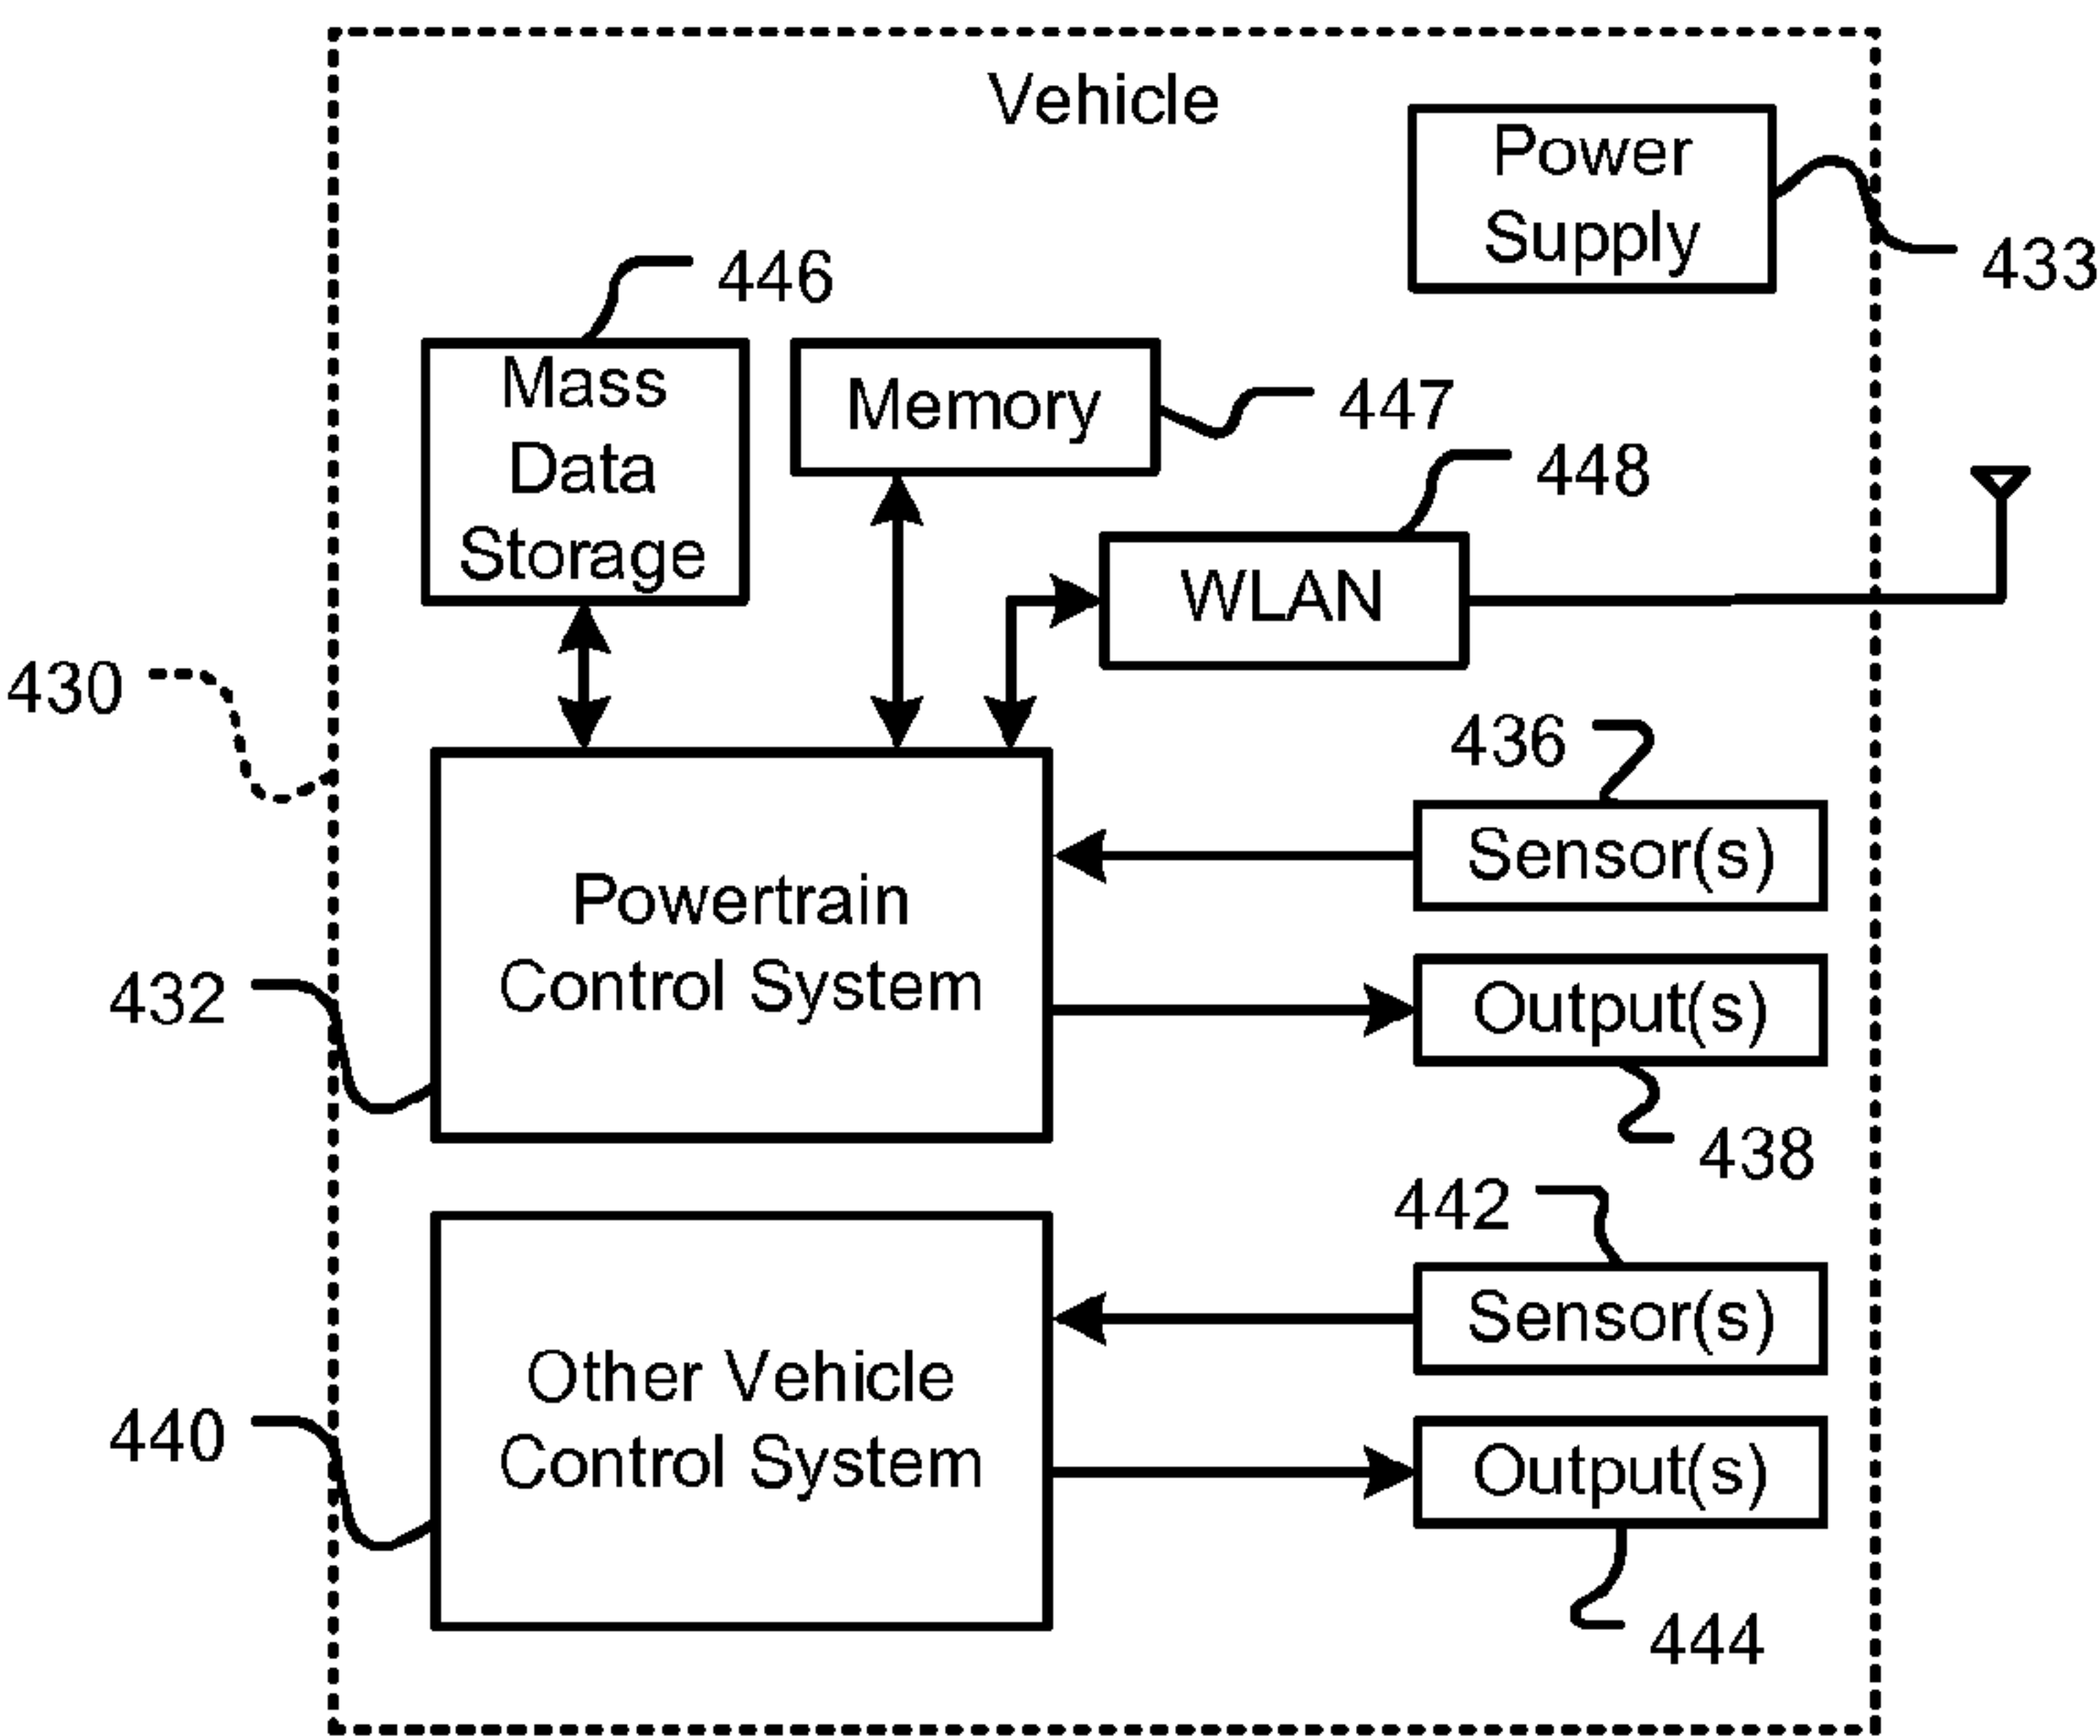 Vehicle
Power
Supply
433
446
Mass
Data
Storage
Memory
447
448
WLAN
430
436
Sensor(s)
Powertrain
Control System
432
Output(s)
438
442
Sensor(s)
Other Vehicle
Control System
440
Output(s)
444